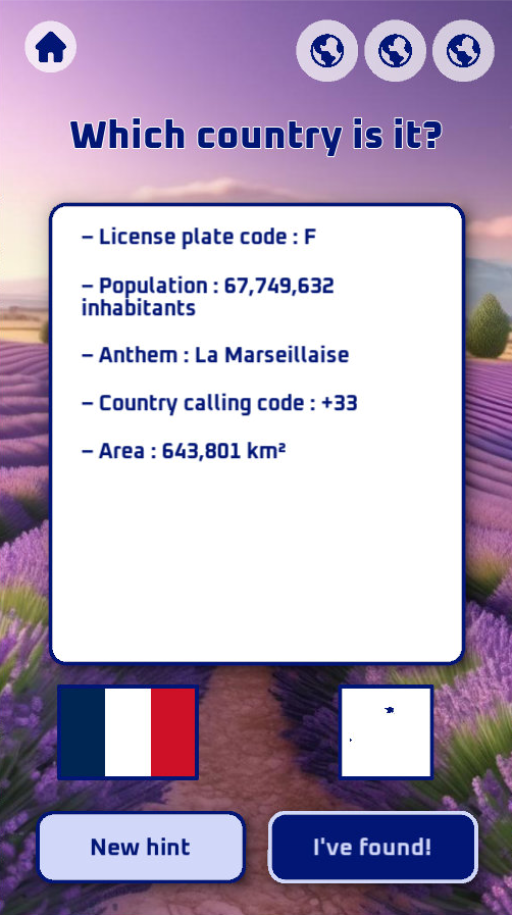 Which country is it?
– License plate code : F
– Population : 67,749,632
inhabitants
– Anthem : La Marseillaise
– Country calling code : +33
– Area : 643,801 km²
New hint
I've found!